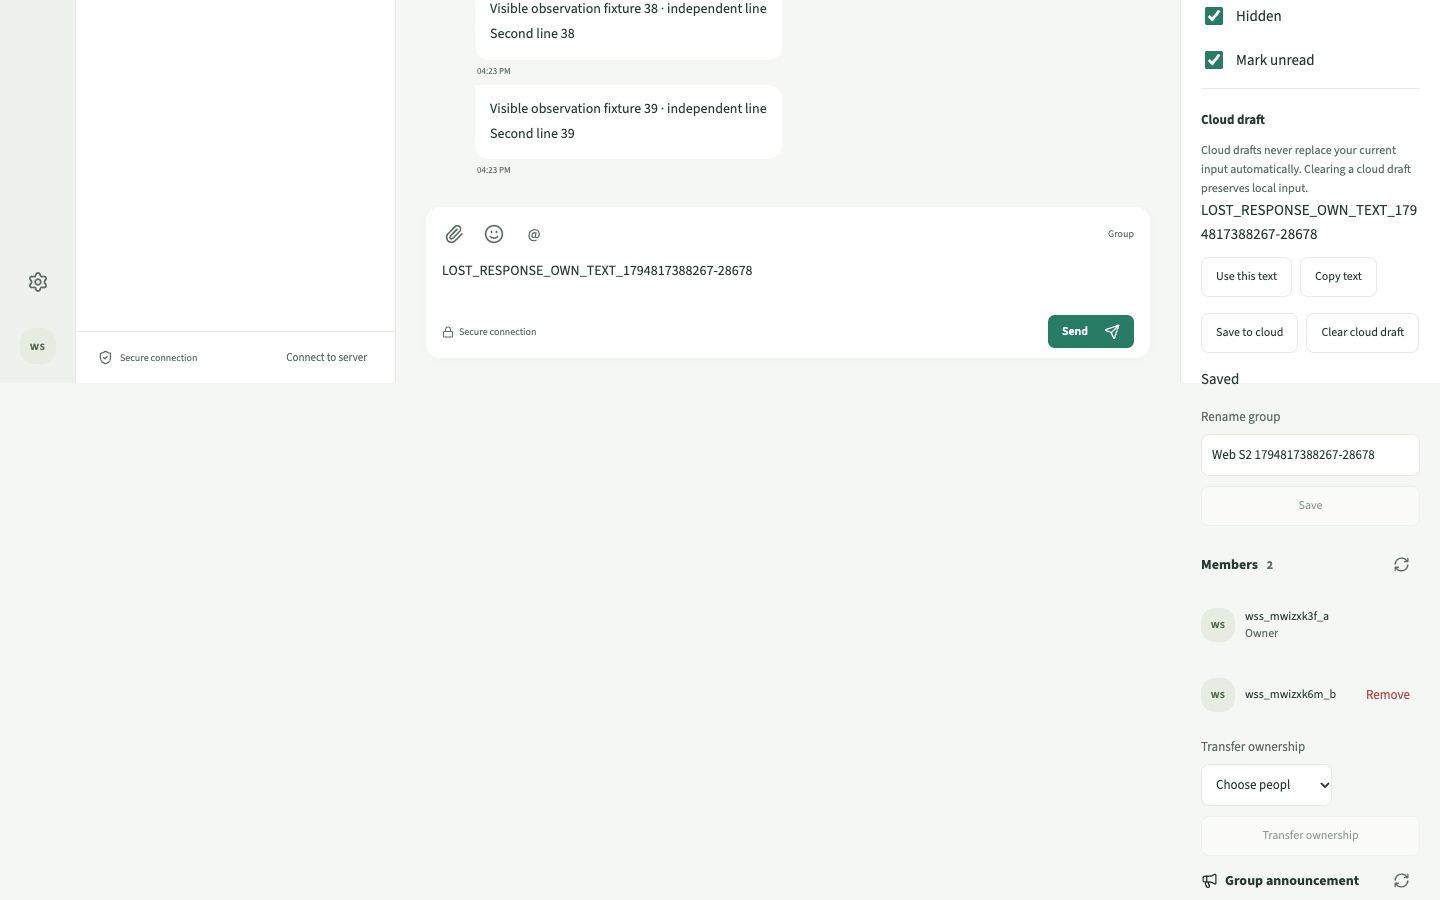 Visible observation fixture 38 · independent line
Second line 38
04:23 PM
Visible observation fixture 39 · independent line
Second line 39
04:23 PM
@
Group
LOST_RESPONSE_OWN_TEXT_1794817388267-28678
Secure connection
Send
ws
Secure connection
Connect to server
Hidden
Mark unread
Cloud draft
Cloud drafts never replace your current
input automatically. Clearing a cloud draft
preserves local input.
LOST_RESPONSE_OWN_TEXT_179
4817388267-28678
Use this text
Copy text
Save to cloud
Clear cloud draft
Saved
Rename group
Web S2 1794817388267-28678
Save
Members 2
ws
wss_mwizxk3f_a
Owner
ws
wss_mwizxk6m_b
Remove
Transfer ownership
Choose peopl
Transfer ownership
Group announcement